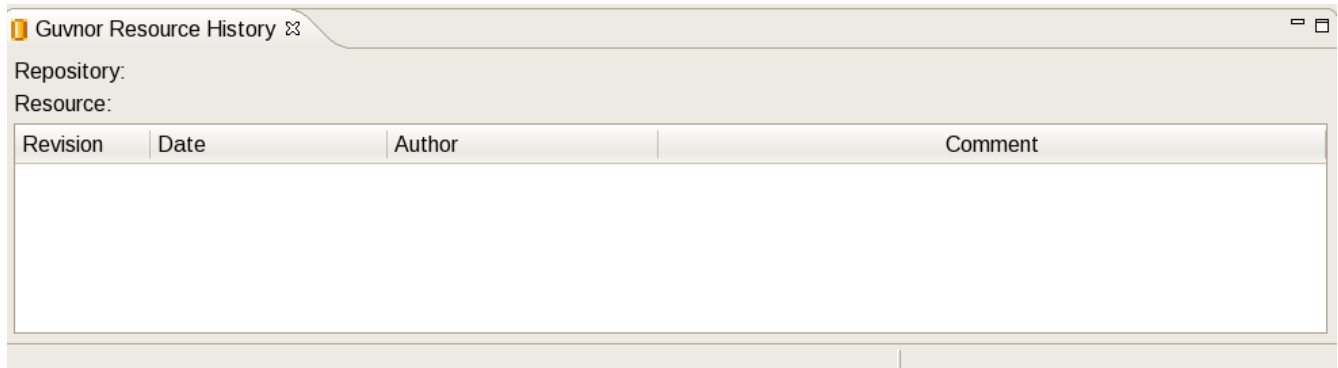 Guvnor Resource History
Repository:
Resource:
Revision Date Author Comment